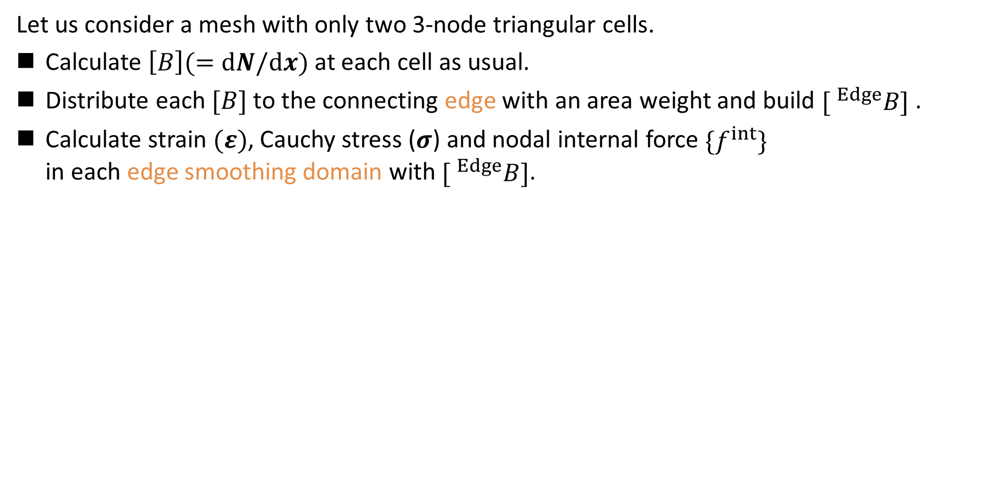 Let us consider a mesh with only two 3-node triangular cells.
■ Calculate [B](= d𝑵/d𝒙) at each cell as usual.
■ Distribute each [B] to the connecting edge with an area weight and build [ ᴱᵈᵍᵉB] .
■ Calculate strain (𝜺), Cauchy stress (𝝈) and nodal internal force {fⁱⁿᵗ}
in each edge smoothing domain with [ ᴱᵈᵍᵉB].